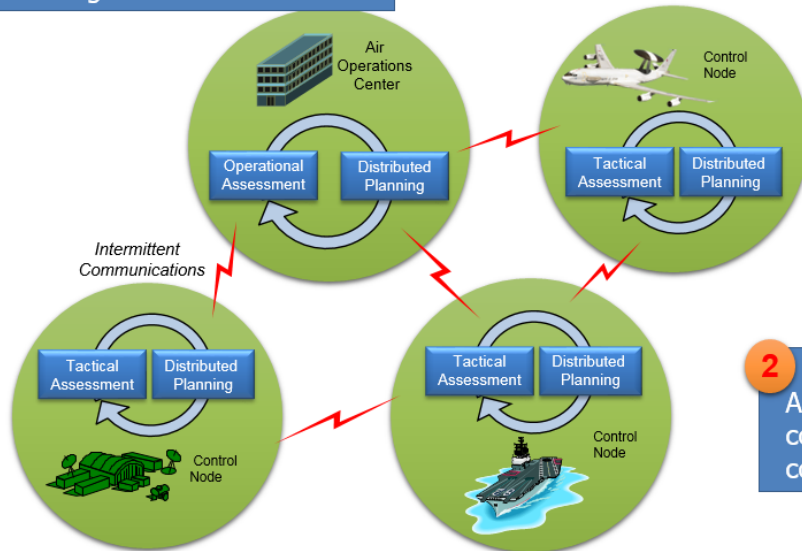 Air
Operations
Center
Control
Node
Operational
Assessment
Distributed
Planning
Tactical
Assessment
Distributed
Planning
Intermittent
Communications
Tactical
Assessment
Distributed
Planning
Tactical
Assessment
Distributed
Planning
2
Control
Node
Control
Node